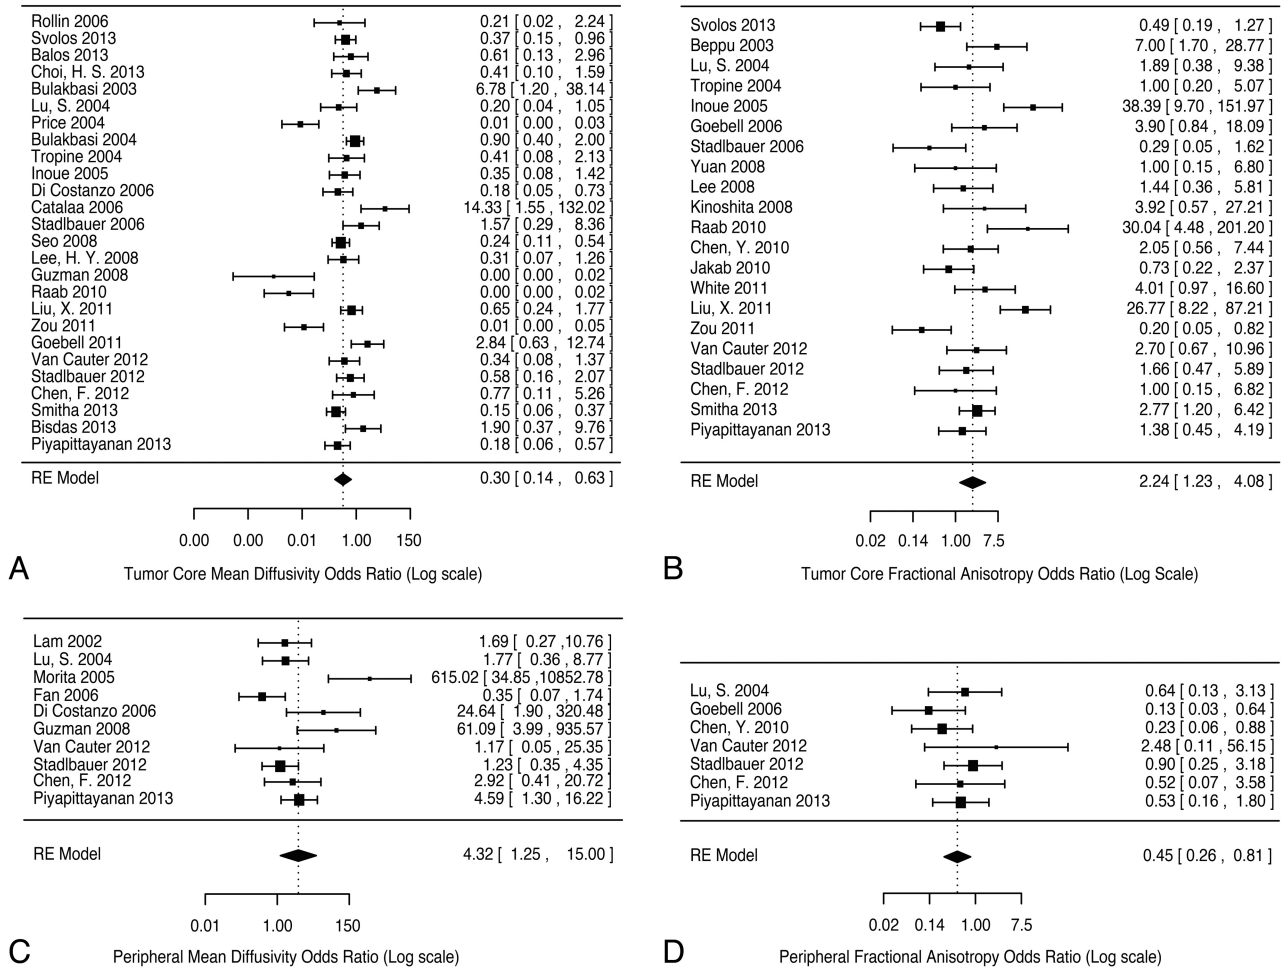 Rollin 2006 0.21 [ 0.02 , 2.24 ]
Svolos 2013 0.37 [ 0.15 , 0.96 ]
Balos 2013 0.61 [ 0.13 , 2.96 ]
Choi, H. S. 2013 0.41 [ 0.10 , 1.59 ]
Bulakbasi 2003 6.78 [ 1.20 , 38.14 ]
Lu, S. 2004 0.20 [ 0.04 , 1.05 ]
Price 2004 0.01 [ 0.00 , 0.03 ]
Bulakbasi 2004 0.90 [ 0.40 , 2.00 ]
Tropine 2004 0.41 [ 0.08 , 2.13 ]
Inoue 2005 0.35 [ 0.08 , 1.42 ]
Di Costanzo 2006 0.18 [ 0.05 , 0.73 ]
Catalaa 2006 14.33 [ 1.55 , 132.02 ]
Stadlbauer 2006 1.57 [ 0.29 , 8.36 ]
Seo 2008 0.24 [ 0.11 , 0.54 ]
Lee, H. Y. 2008 0.31 [ 0.07 , 1.26 ]
Guzman 2008 0.00 [ 0.00 , 0.02 ]
Raab 2010 0.00 [ 0.00 , 0.02 ]
Liu, X. 2011 0.65 [ 0.24 , 1.77 ]
Zou 2011 0.01 [ 0.00 , 0.05 ]
Goebell 2011 2.84 [ 0.63 , 12.74 ]
Van Cauter 2012 0.34 [ 0.08 , 1.37 ]
Stadlbauer 2012 0.58 [ 0.16 , 2.07 ]
Chen, F. 2012 0.77 [ 0.11 , 5.26 ]
Smitha 2013 0.15 [ 0.06 , 0.37 ]
Bisdas 2013 1.90 [ 0.37 , 9.76 ]
Piyapittayanan 2013 0.18 [ 0.06 , 0.57 ]
RE Model 0.30 [ 0.14 , 0.63 ]
0.00 0.00 0.01 1.00 150
A Tumor Core Mean Diffusivity Odds Ratio (Log scale)
Svolos 2013 0.49 [ 0.19 , 1.27 ]
Beppu 2003 7.00 [ 1.70 , 28.77 ]
Lu, S. 2004 1.89 [ 0.38 , 9.38 ]
Tropine 2004 1.00 [ 0.20 , 5.07 ]
Inoue 2005 38.39 [ 9.70 , 151.97 ]
Goebell 2006 3.90 [ 0.84 , 18.09 ]
Stadlbauer 2006 0.29 [ 0.05 , 1.62 ]
Yuan 2008 1.00 [ 0.15 , 6.80 ]
Lee 2008 1.44 [ 0.36 , 5.81 ]
Kinoshita 2008 3.92 [ 0.57 , 27.21 ]
Raab 2010 30.04 [ 4.48 , 201.20 ]
Chen, Y. 2010 2.05 [ 0.56 , 7.44 ]
Jakab 2010 0.73 [ 0.22 , 2.37 ]
White 2011 4.01 [ 0.97 , 16.60 ]
Liu, X. 2011 26.77 [ 8.22 , 87.21 ]
Zou 2011 0.20 [ 0.05 , 0.82 ]
Van Cauter 2012 2.70 [ 0.67 , 10.96 ]
Stadlbauer 2012 1.66 [ 0.47 , 5.89 ]
Chen, F. 2012 1.00 [ 0.15 , 6.82 ]
Smitha 2013 2.77 [ 1.20 , 6.42 ]
Piyapittayanan 2013 1.38 [ 0.45 , 4.19 ]
RE Model 2.24 [ 1.23 , 4.08 ]
0.02 0.14 1.00 7.5
B Tumor Core Fractional Anisotropy Odds Ratio (Log Scale)
Lam 2002 1.69 [ 0.27 ,10.76 ]
Lu, S. 2004 1.77 [ 0.36 , 8.77 ]
Morita 2005 615.02 [ 34.85 ,10852.78 ]
Fan 2006 0.35 [ 0.07 , 1.74 ]
Di Costanzo 2006 24.64 [ 1.90 , 320.48 ]
Guzman 2008 61.09 [ 3.99 , 935.57 ]
Van Cauter 2012 1.17 [ 0.05 , 25.35 ]
Stadlbauer 2012 1.23 [ 0.35 , 4.35 ]
Chen, F. 2012 2.92 [ 0.41 , 20.72 ]
Piyapittayanan 2013 4.59 [ 1.30 , 16.22 ]
RE Model 4.32 [ 1.25 , 15.00 ]
0.01 1.00 150
C Peripheral Mean Diffusivity Odds Ratio (Log scale)
Lu, S. 2004 0.64 [ 0.13 , 3.13 ]
Goebell 2006 0.13 [ 0.03 , 0.64 ]
Chen, Y. 2010 0.23 [ 0.06 , 0.88 ]
Van Cauter 2012 2.48 [ 0.11 , 56.15 ]
Stadlbauer 2012 0.90 [ 0.25 , 3.18 ]
Chen, F. 2012 0.52 [ 0.07 , 3.58 ]
Piyapittayanan 2013 0.53 [ 0.16 , 1.80 ]
RE Model 0.45 [ 0.26 , 0.81 ]
0.02 0.14 1.00 7.5
D Peripheral Fractional Anisotropy Odds Ratio (Log scale)